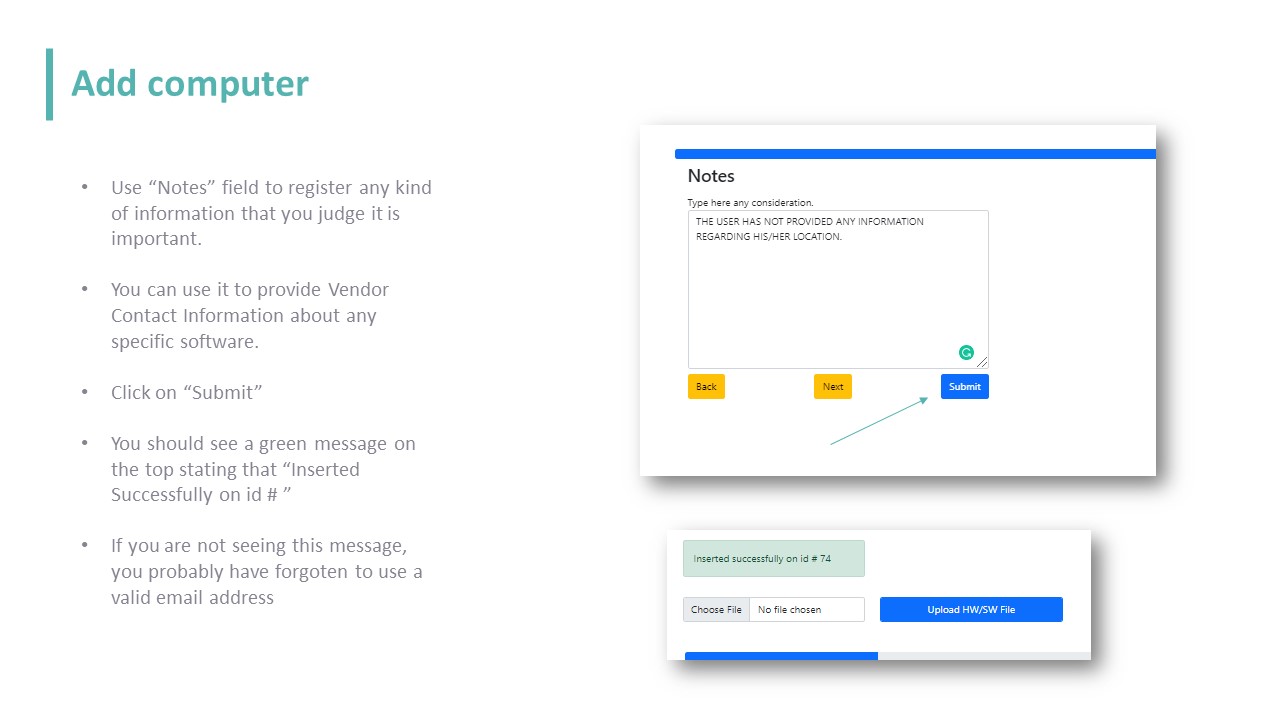 Add computer
• Use “Notes” field to register any kind
of information that you judge it is
important.
• You can use it to provide Vendor
Contact Information about any
specific software.
• Click on “Submit”
• You should see a green message on
the top stating that “Inserted
Successfully on id # ”
• If you are not seeing this message,
you probably have forgoten to use a
valid email address
Notes
Type here any consideration.
THE USER HAS NOT PROVIDED ANY INFORMATION
REGARDING HIS/HER LOCATION.
Back Next Submit
Inserted successfully on id # 74
Choose File No file chosen Upload HW/SW File